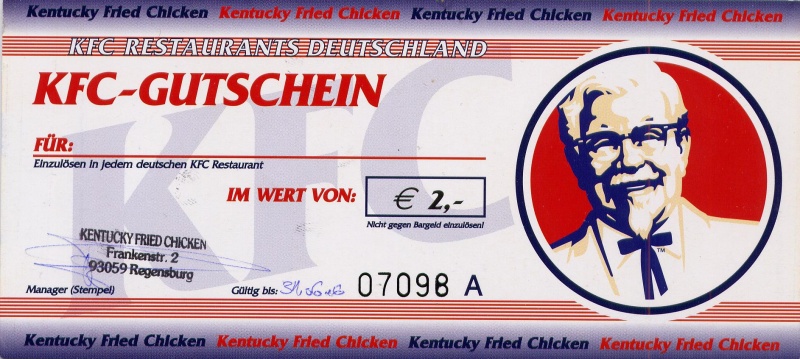 Kentucky Fried Chicken Kentucky Fried Chicken Kentucky Fried Chicken Kentucky Fried Chicken
KFC RESTAURANTS DEUTSCHLAND
KFC
KFC-GUTSCHEIN
FÜR:
Einzulösen in jedem deutschen KFC Restaurant
IM WERT VON: € 2,-
Nicht gegen Bargeld einzulösen!
KENTUCKY FRIED CHICKEN
Frankenstr. 2
93059 Regensburg
Manager (Stempel) Gültig bis: 07098 A
TM
Kentucky Fried Chicken Kentucky Fried Chicken Kentucky Fried Chicken Kentucky Fried Chicken